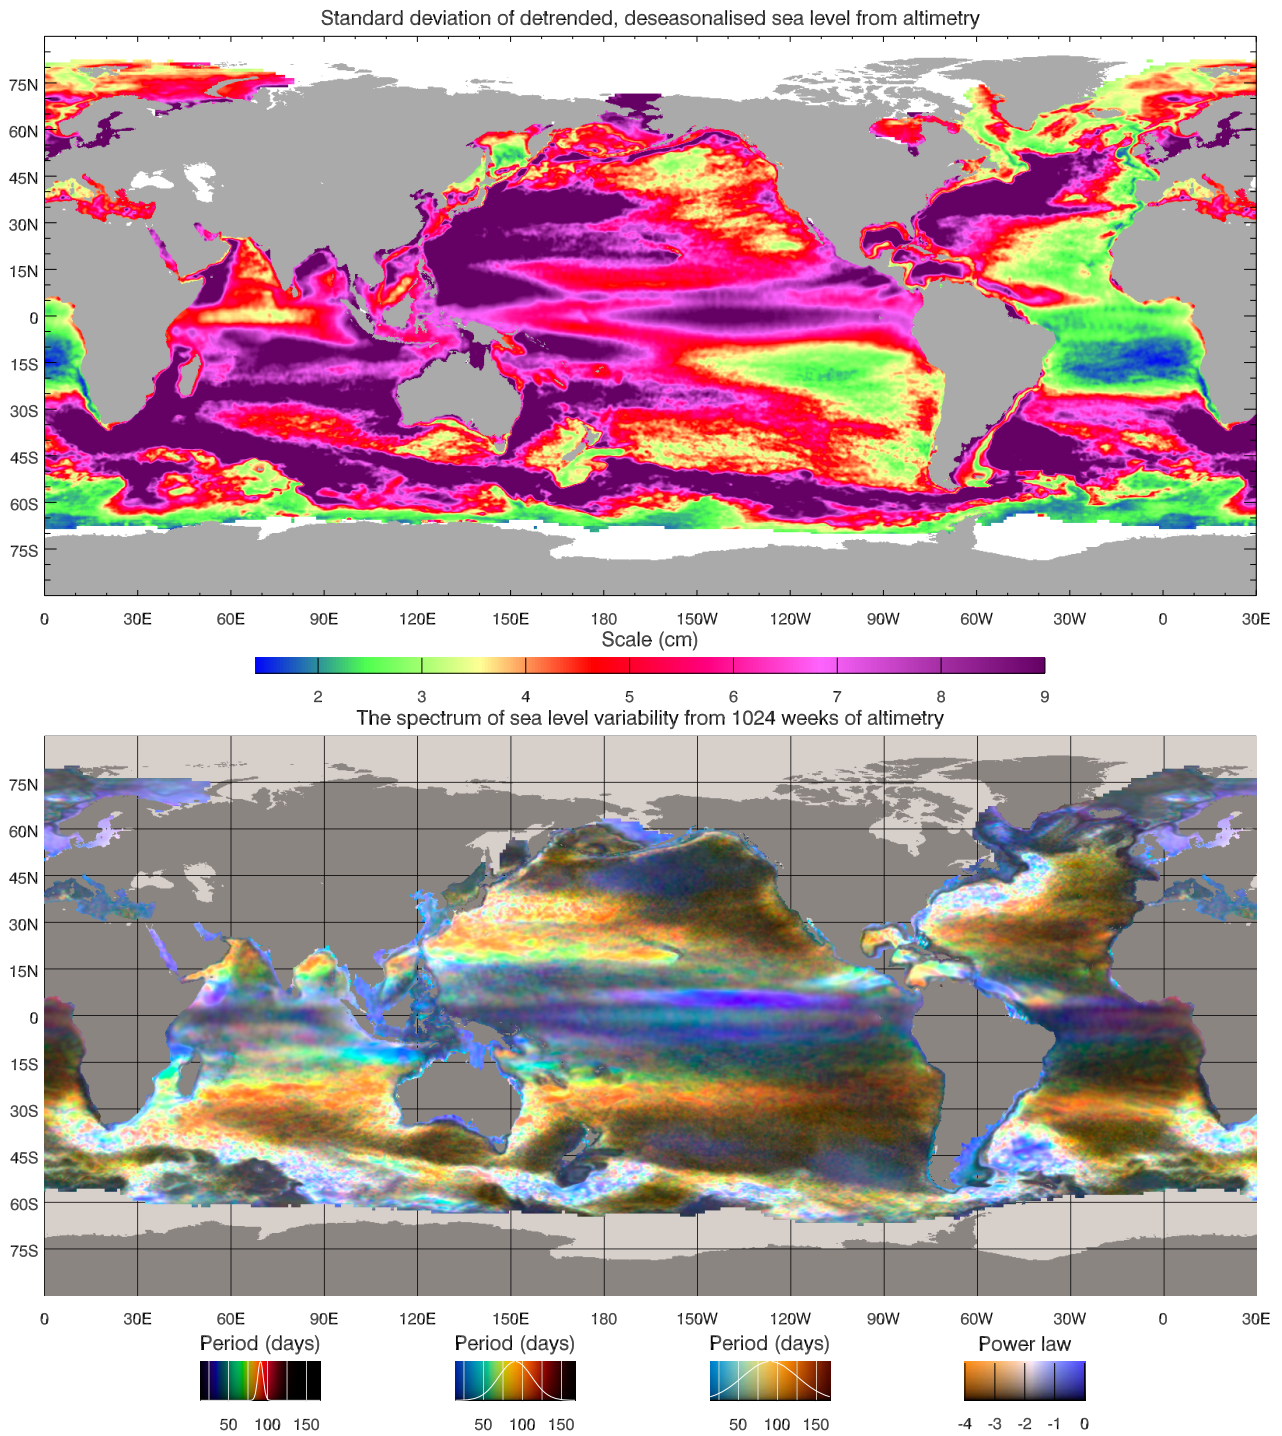 Standard deviation of detrended, deseasonalised sea level from altimetry
75N
60N
45N
30N
15N
0
15S
30S
45S
60S
75S
0 30E 60E 90E 120E 150E 180 150W 120W 90W 60W 30W 0 30E
Scale (cm)
2 3 4 5 6 7 8 9
The spectrum of sea level variability from 1024 weeks of altimetry
75N
60N
45N
30N
15N
0
15S
30S
45S
60S
75S
0 30E 60E 90E 120E 150E 180 150W 120W 90W 60W 30W 0 30E
Period (days) Period (days) Period (days) Power law
50 100 150 50 100 150 50 100 150 -4 -3 -2 -1 0